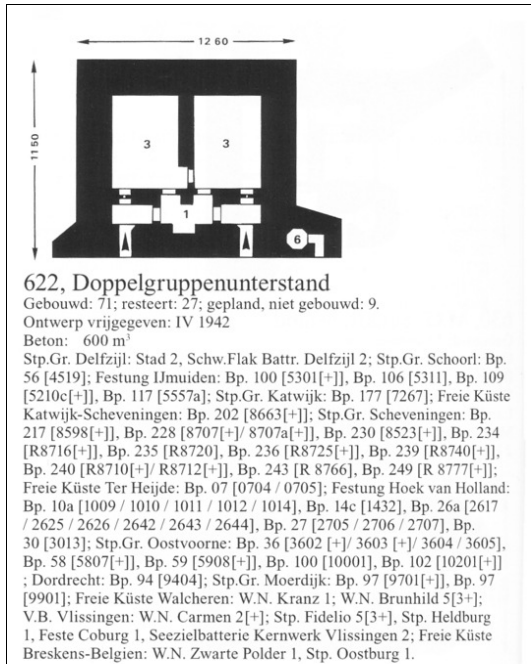 1260
1150
3
3
1
6
622, Doppelgruppenunterstand
Gebouwd: 71; resteert: 27; gepland, niet gebouwd: 9.
Ontwerp vrijgegeven: IV 1942
Beton: 600 m³
Stp.Gr. Delfzijl: Stad 2, Schw.Flak Battr. Delfzijl 2; Stp.Gr. Schoorl: Bp.
56 [4519]; Festung IJmuiden: Bp. 100 [5301[+]], Bp. 106 [5311], Bp. 109
[5210c[+]], Bp. 117 [5557a]; Stp.Gr. Katwijk: Bp. 177 [7267]; Freie Küste
Katwijk-Scheveningen: Bp. 202 [8663[+]]; Stp.Gr. Scheveningen: Bp.
217 [8598[+]], Bp. 228 [8707[+]/ 8707a[+]], Bp. 230 [8523[+]], Bp. 234
[R8716[+]], Bp. 235 [R8720], Bp. 236 [R8725[+]], Bp. 239 [R8740[+]],
Bp. 240 [R8710[+]/ R8712[+]], Bp. 243 [R 8766], Bp. 249 [R 8777[+]];
Freie Küste Ter Heijde: Bp. 07 [0704 / 0705]; Festung Hoek van Holland:
Bp. 10a [1009 / 1010 / 1011 / 1012 / 1014], Bp. 14c [1432], Bp. 26a [2617
/ 2625 / 2626 / 2642 / 2643 / 2644], Bp. 27 [2705 / 2706 / 2707], Bp.
30 [3013]; Stp.Gr. Oostvoorne: Bp. 36 [3602 [+]/ 3603 [+]/ 3604 / 3605],
Bp. 58 [5807[+]], Bp. 59 [5908[+]], Bp. 100 [10001], Bp. 102 [10201[+]]
; Dordrecht: Bp. 94 [9404]; Stp.Gr. Moerdijk: Bp. 97 [9701[+]], Bp. 97
[9901]; Freie Küste Walcheren: W.N. Kranz 1; W.N. Brunhild 5[3+];
V.B. Vlissingen: W.N. Carmen 2[+]; Stp. Fidelio 5[3+], Stp. Heldburg
1, Feste Coburg 1, Seezielbatterie Kernwerk Vlissingen 2; Freie Küste
Breskens-Belgien: W.N. Zwarte Polder 1, Stp. Oostburg 1.